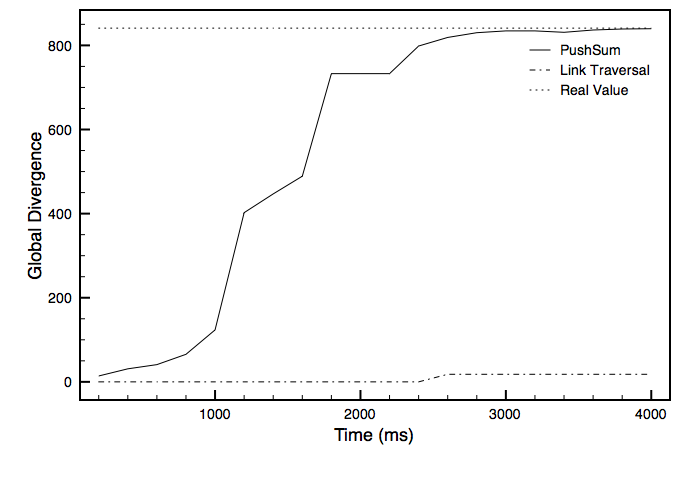 800
600
400
200
0
Global Divergence
PushSum
Link Traversal
Real Value
1000 2000 3000 4000
Time (ms)